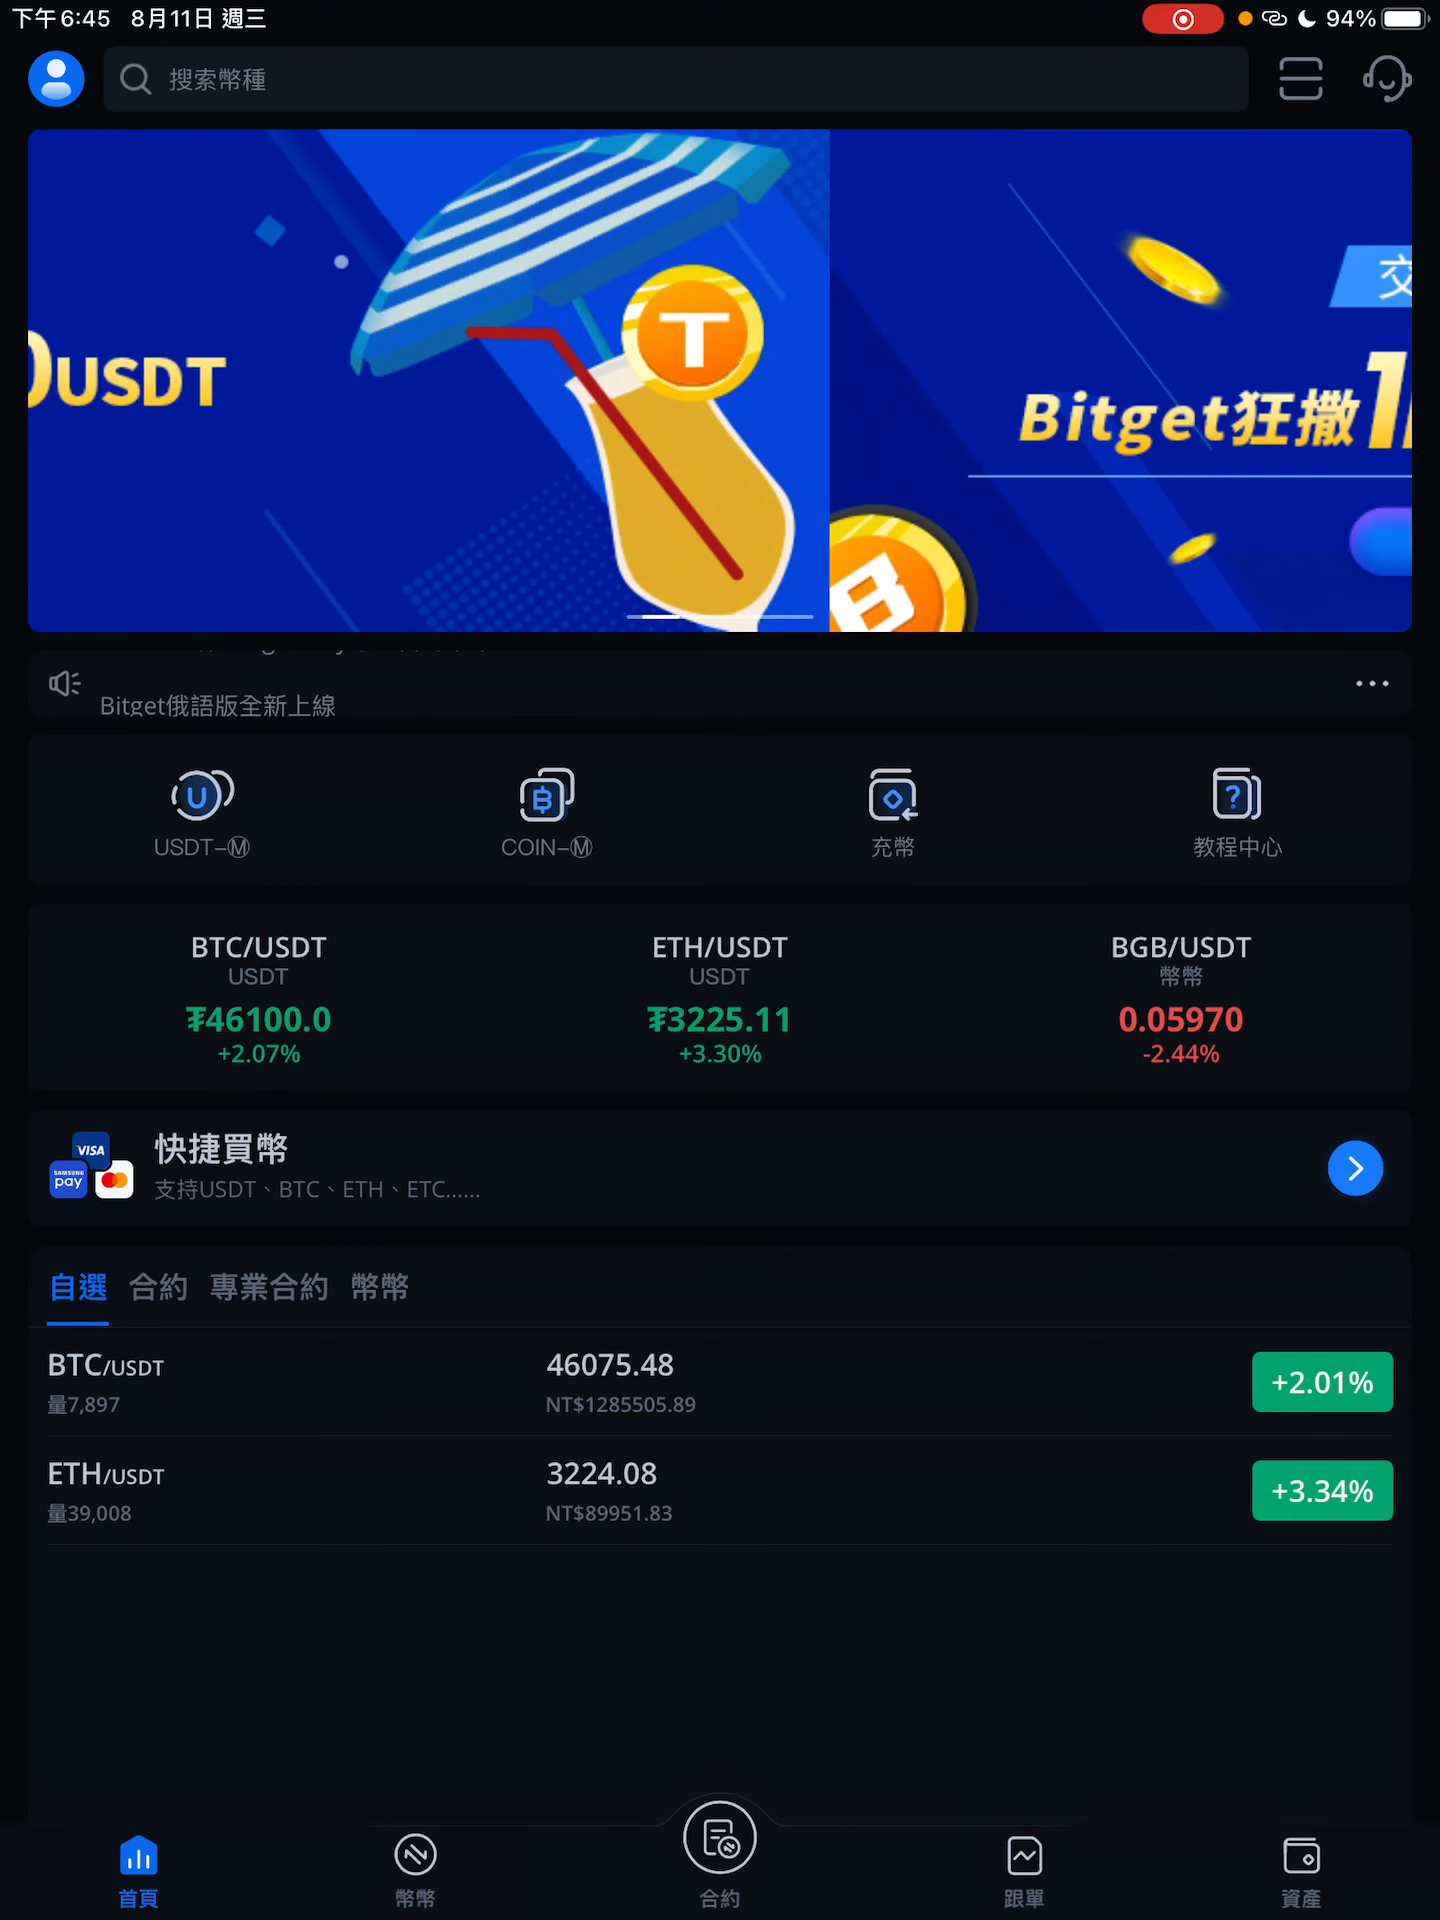 下午6:45 8月11日 週三
94%
搜索幣種
0USDT
T
交
Bitget狂撒1
B
Bitget俄語版全新上線
USDT-Ⓜ
COIN-Ⓜ
充幣
教程中心
BTC/USDT
USDT
₮46100.0
+2.07%
ETH/USDT
USDT
₮3225.11
+3.30%
BGB/USDT
幣幣
0.05970
-2.44%
VISA
SAMSUNG
pay
快捷買幣
支持USDT、BTC、ETH、ETC......
自選 合約 專業合約 幣幣
BTC/USDT
量7,897
46075.48
NT$1285505.89
+2.01%
ETH/USDT
量39,008
3224.08
NT$89951.83
+3.34%
首頁
幣幣
合約
跟單
資產